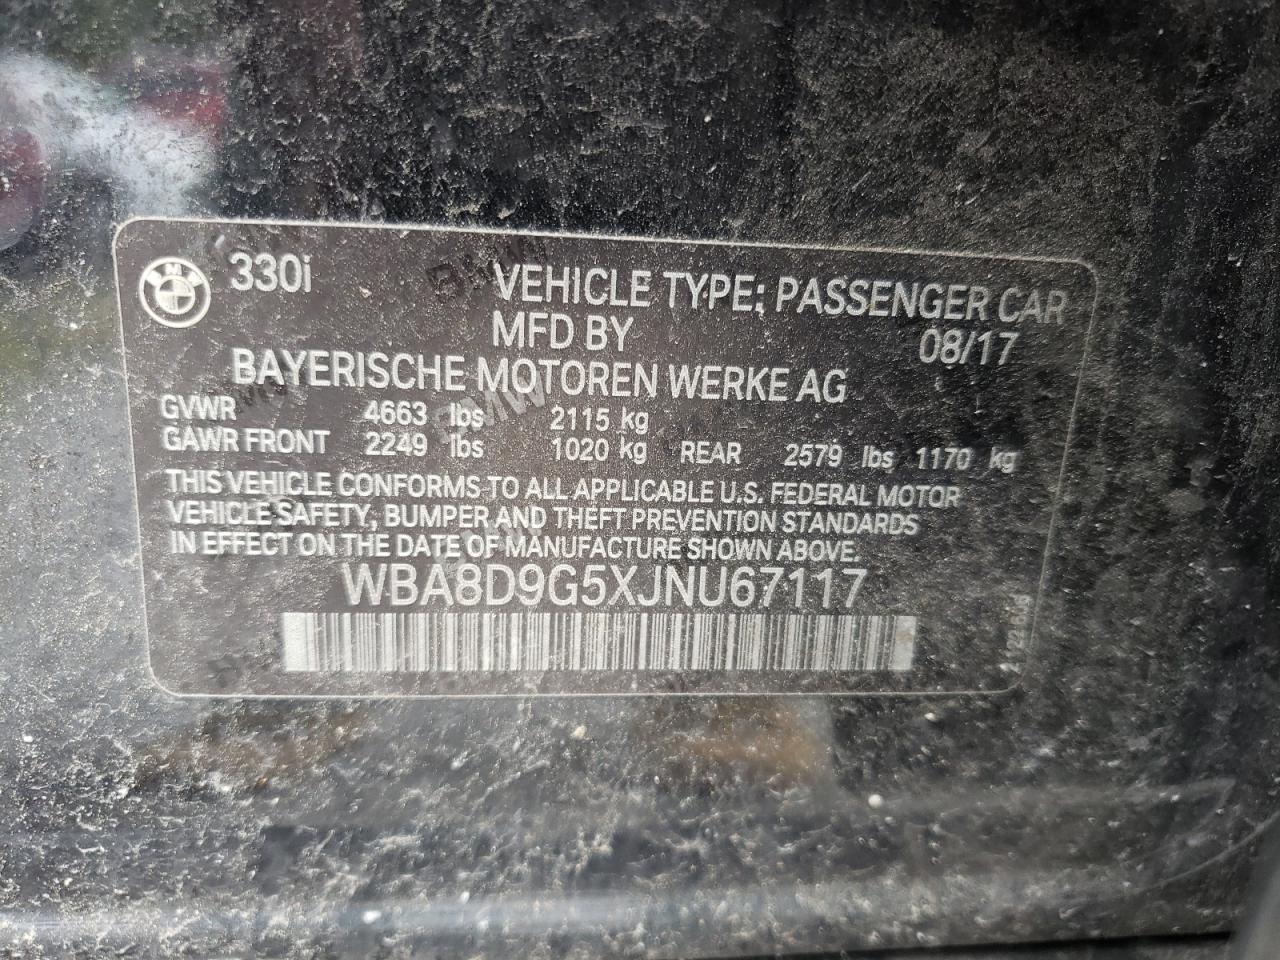 330i VEHICLE TYPE: PASSENGER CAR
MFD BY 08/17
BAYERISCHE MOTOREN WERKE AG
GVWR 4663 lbs 2115 kg
GAWR FRONT 2249 lbs 1020 kg REAR 2579 lbs 1170 kg
THIS VEHICLE CONFORMS TO ALL APPLICABLE U.S. FEDERAL MOTOR
VEHICLE SAFETY, BUMPER AND THEFT PREVENTION STANDARDS
IN EFFECT ON THE DATE OF MANUFACTURE SHOWN ABOVE.
WBA8D9G5XJNU67117